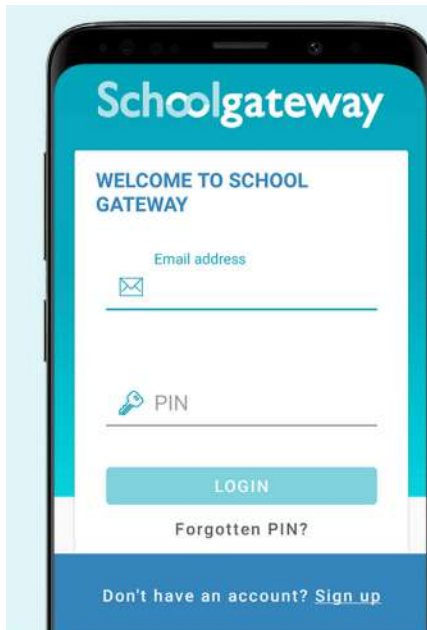 Schoolgateway
WELCOME TO SCHOOL
GATEWAY
Email address
PIN
LOGIN
Forgotten PIN?
Don't have an account? Sign up